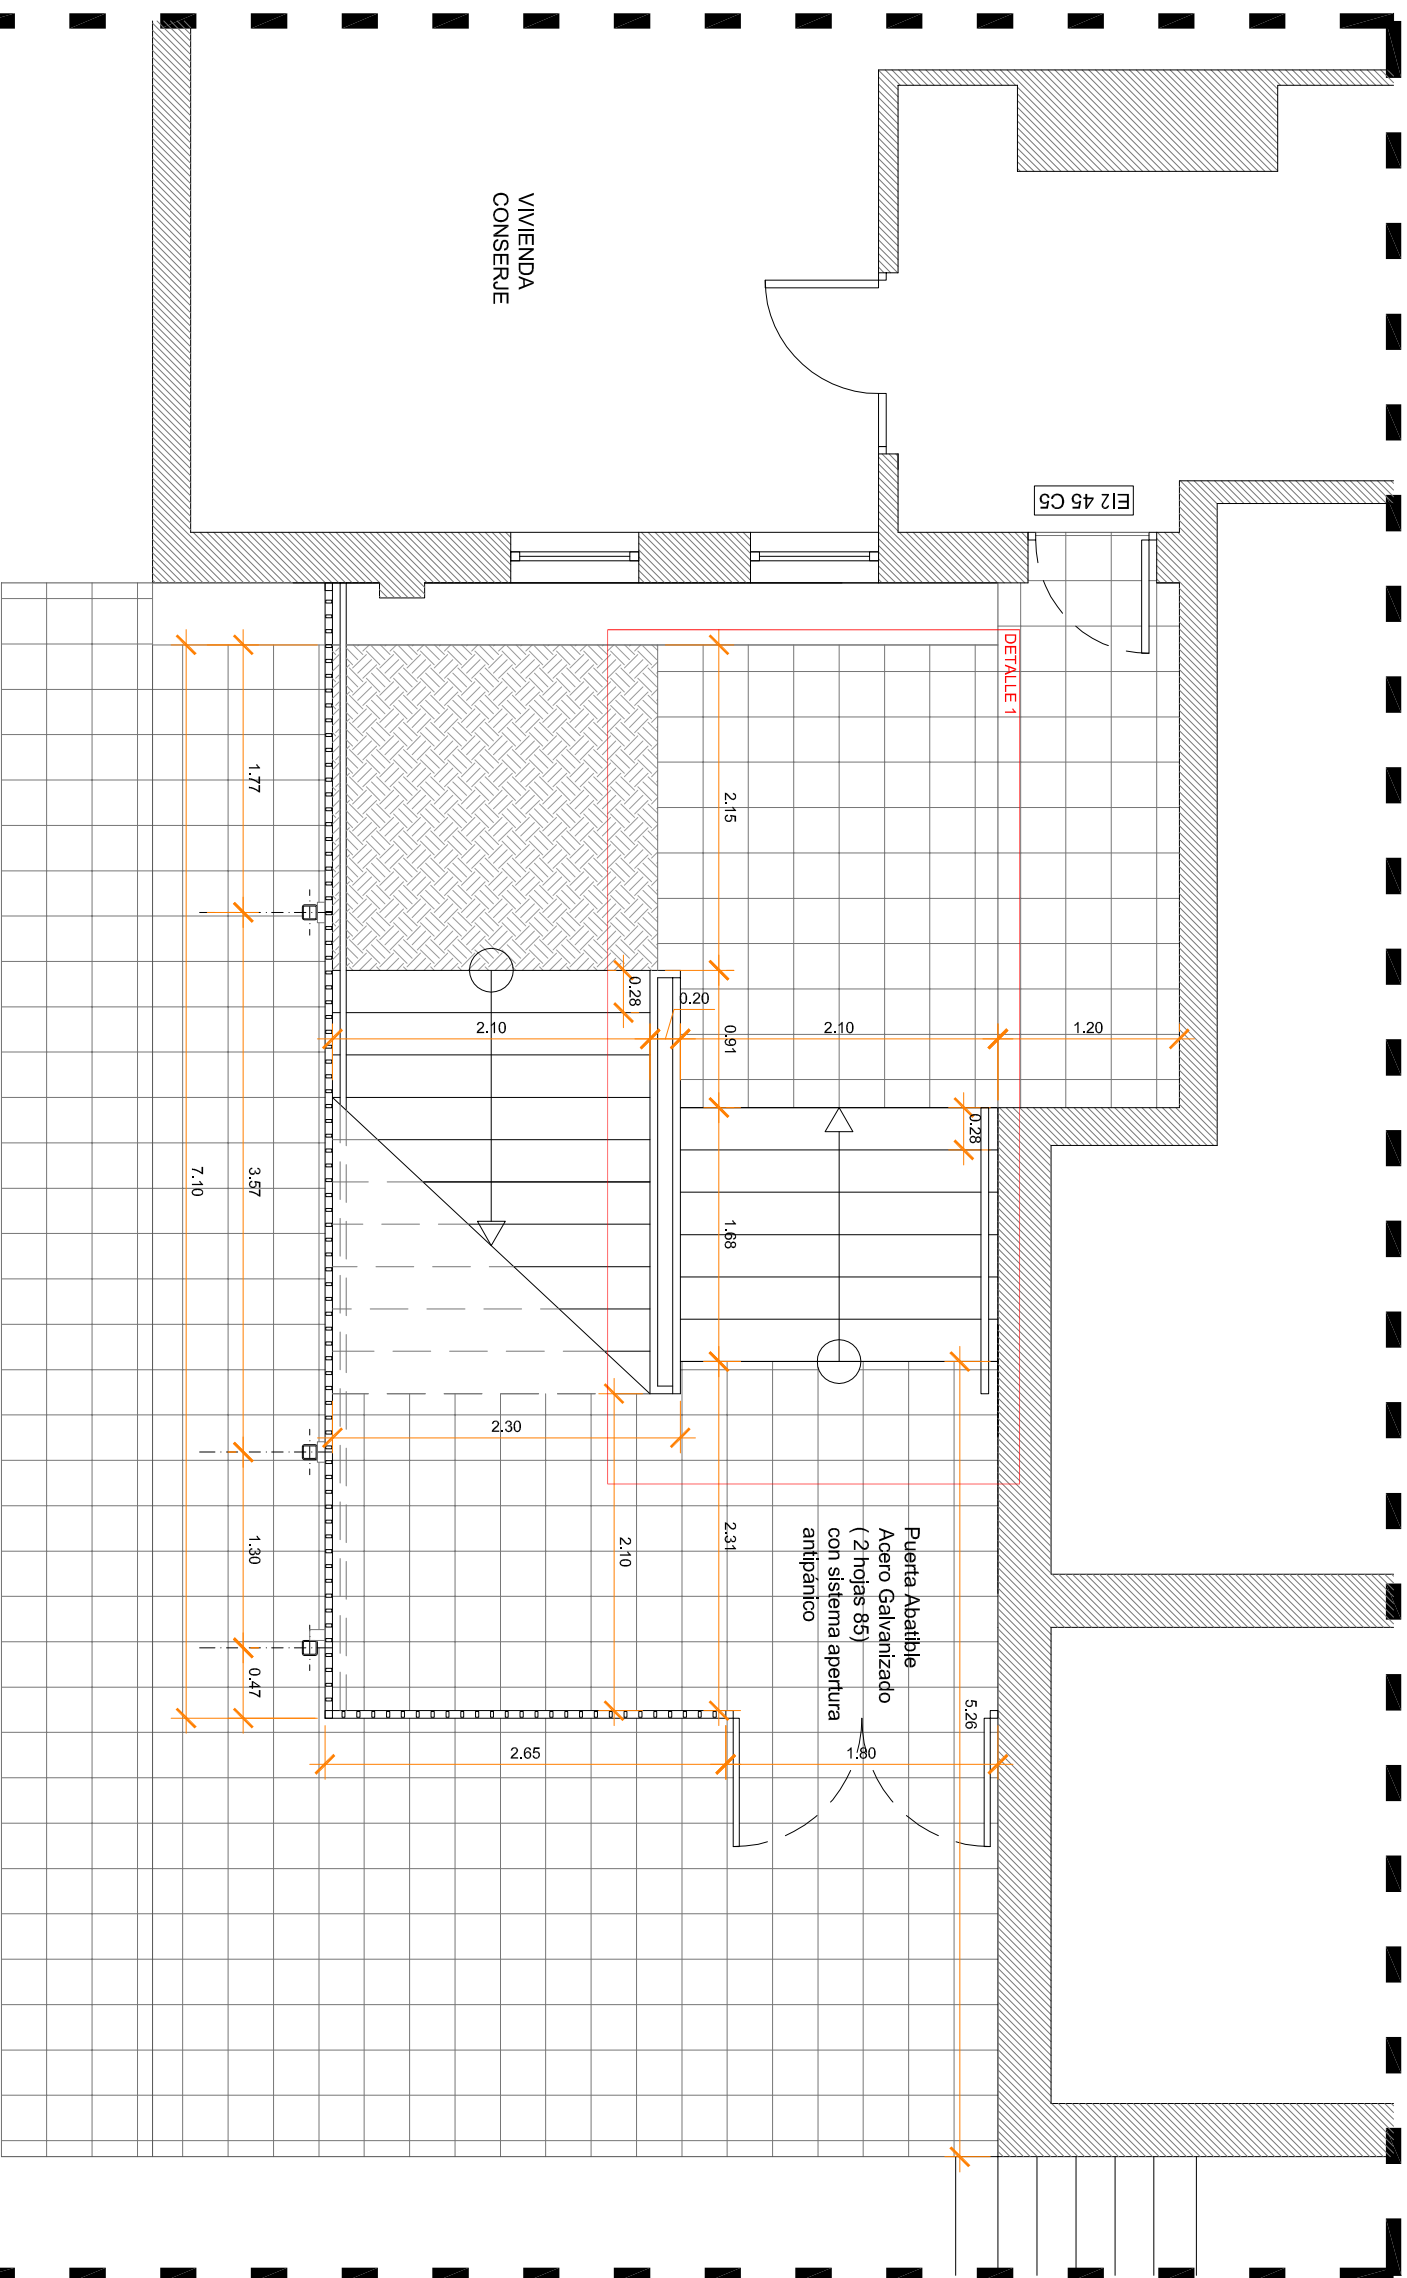 VIVIENDA
CONSERJE
EI2 45 C5
DETALLE 1
1.77
2.15
0.28
0.20
2.10
0.91
2.10
1.20
0.28
7.10
3.57
1.68
2.30
1.30
2.10
2.31
Puerta Abatible
Acero Galvanizado
( 2 hojas 85)
con sistema apertura
antipánico
0.47
5.26
2.65
1.80